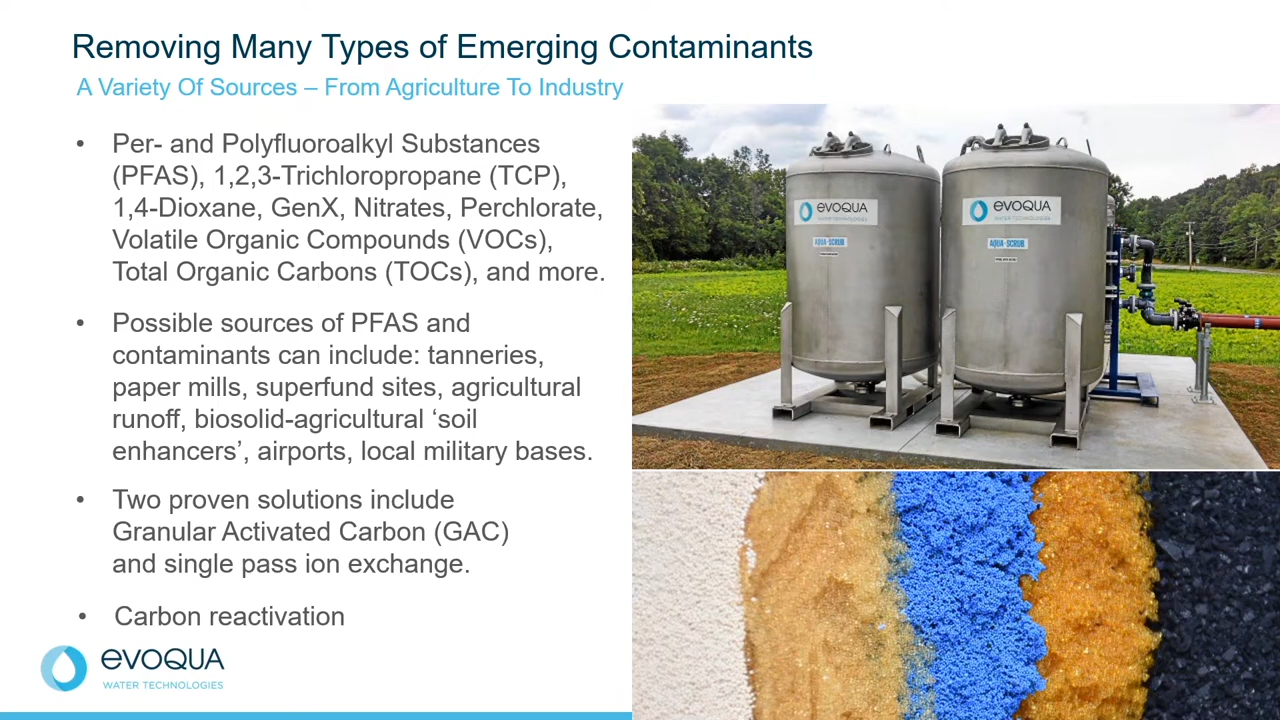 Removing Many Types of Emerging Contaminants
A Variety Of Sources – From Agriculture To Industry
• Per- and Polyfluoroalkyl Substances
(PFAS), 1,2,3-Trichloropropane (TCP),
1,4-Dioxane, GenX, Nitrates, Perchlorate,
Volatile Organic Compounds (VOCs),
Total Organic Carbons (TOCs), and more.
• Possible sources of PFAS and
contaminants can include: tanneries,
paper mills, superfund sites, agricultural
runoff, biosolid-agricultural ‘soil
enhancers’, airports, local military bases.
• Two proven solutions include
Granular Activated Carbon (GAC)
and single pass ion exchange.
• Carbon reactivation
evoqua
WATER TECHNOLOGIES
evoqua
WATER TECHNOLOGIES
AQUA-SCRUB
evoqua
WATER TECHNOLOGIES
AQUA-SCRUB